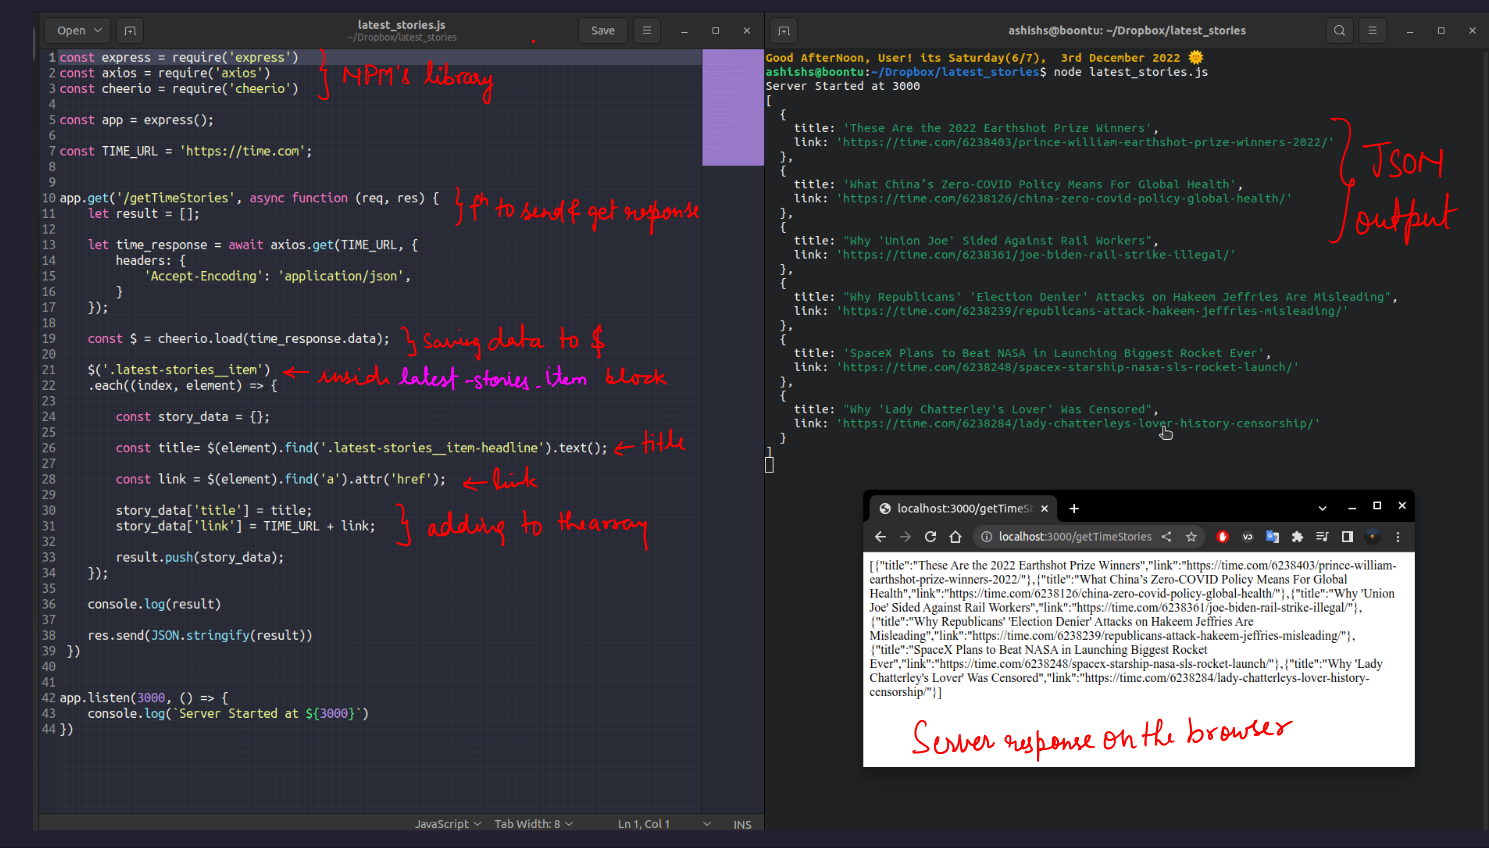 Open
latest_stories.js
~/Dropbox/latest_stories
Save
1 const express = require('express')
2 const axios = require('axios')
3 const cheerio = require('cheerio')
} NPM's library
4
5 const app = express();
6
7 const TIME_URL = 'https://time.com';
8
9
10 app.get('/getTimeStories', async function (req, res) {
11 let result = [];
} fn to send & get response
12
13 let time_response = await axios.get(TIME_URL, {
14 headers: {
15 'Accept-Encoding': 'application/json',
16 }
17 });
18
19 const $ = cheerio.load(time_response.data); } Saving data to $
20
21 $('.latest-stories__item') ← inside latest-stories_item block
22 .each((index, element) => {
23
24 const story_data = {};
25
26 const title= $(element).find('.latest-stories__item-headline').text(); ← title
27
28 const link = $(element).find('a').attr('href'); ← link
29
30 story_data['title'] = title;
31 story_data['link'] = TIME_URL + link;
} adding to the array
32
33 result.push(story_data);
34 });
35
36 console.log(result)
37
38 res.send(JSON.stringify(result))
39 })
40
41
42 app.listen(3000, () => {
43 console.log(`Server Started at ${3000}`)
44 })
JavaScript Tab Width: 8 Ln 1, Col 1 INS
ashishs@boontu: ~/Dropbox/latest_stories
Good AfterNoon, User! its Saturday(6/7), 3rd December 2022 🌞
ashishs@boontu:~/Dropbox/latest_stories$ node latest_stories.js
Server Started at 3000
[
{
title: 'These Are the 2022 Earthshot Prize Winners',
link: 'https://time.com/6238403/prince-william-earthshot-prize-winners-2022/'
},
{
title: 'What China’s Zero-COVID Policy Means For Global Health',
link: 'https://time.com/6238126/china-zero-covid-policy-global-health/'
},
{
title: "Why 'Union Joe' Sided Against Rail Workers",
link: 'https://time.com/6238361/joe-biden-rail-strike-illegal/'
},
{
title: "Why Republicans' 'Election Denier' Attacks on Hakeem Jeffries Are Misleading",
link: 'https://time.com/6238239/republicans-attack-hakeem-jeffries-misleading/'
},
{
title: 'SpaceX Plans to Beat NASA in Launching Biggest Rocket Ever',
link: 'https://time.com/6238248/spacex-starship-nasa-sls-rocket-launch/'
},
{
title: "Why 'Lady Chatterley's Lover' Was Censored",
link: 'https://time.com/6238284/lady-chatterleys-lover-history-censorship/'
}
]
} JSON
output
localhost:3000/getTimeSt
localhost:3000/getTimeStories
[{"title":"These Are the 2022 Earthshot Prize Winners","link":"https://time.com/6238403/prince-william-
earthshot-prize-winners-2022/"},{"title":"What China’s Zero-COVID Policy Means For Global
Health","link":"https://time.com/6238126/china-zero-covid-policy-global-health/"},{"title":"Why 'Union
Joe' Sided Against Rail Workers","link":"https://time.com/6238361/joe-biden-rail-strike-illegal/"},
{"title":"Why Republicans' 'Election Denier' Attacks on Hakeem Jeffries Are
Misleading","link":"https://time.com/6238239/republicans-attack-hakeem-jeffries-misleading/"},
{"title":"SpaceX Plans to Beat NASA in Launching Biggest Rocket
Ever","link":"https://time.com/6238248/spacex-starship-nasa-sls-rocket-launch/"},{"title":"Why 'Lady
Chatterley's Lover' Was Censored","link":"https://time.com/6238284/lady-chatterleys-lover-history-
censorship/"}]
Server response on the browser